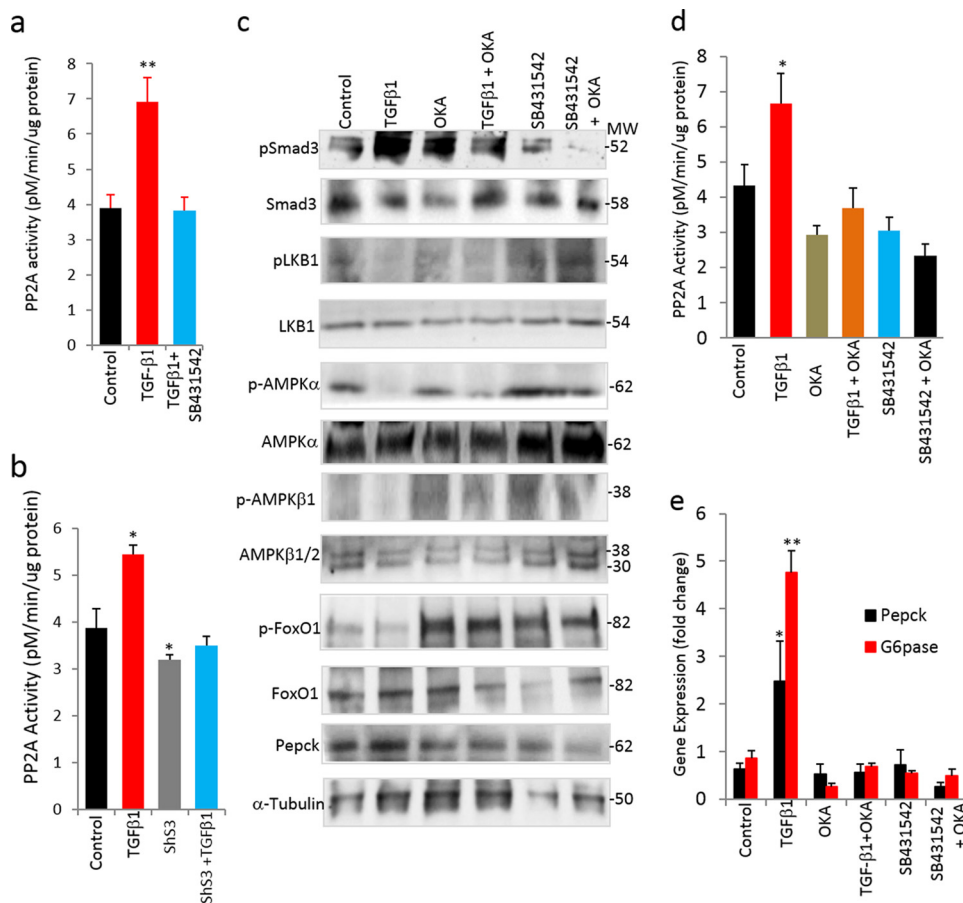 a
PP2A activity (pM/min/ug protein)
8
7
6
5
4
3
2
1
0
**
Control
TGF-β1
TGFβ1+
SB431542
b
PP2A Activity (pM/min/ug protein)
6
5
4
3
2
1
0
*
*
Control
TGFβ1
ShS3
ShS3 +TGFβ1
c
Control
TGFβ1
OKA
TGFβ1 + OKA
SB431542
SB431542
+ OKA
MW
pSmad3
-52
Smad3
-58
pLKB1
-54
LKB1
-54
p-AMPKα
-62
AMPKα
-62
p-AMPKβ1
-38
AMPKβ1/2
-38
-30
p-FoxO1
-82
FoxO1
-82
Pepck
-62
α-Tubulin
-50
d
PP2A Activity (pM/min/ug protein)
8
7
6
5
4
3
2
1
0
*
Control
TGFβ1
OKA
TGFβ1 + OKA
SB431542
SB431542 + OKA
e
Gene Expression (fold change)
6
5
4
3
2
1
0
*
**
Pepck
G6pase
Control
TGFβ1
OKA
TGF-β1+OKA
SB431542
SB431542
+ OKA